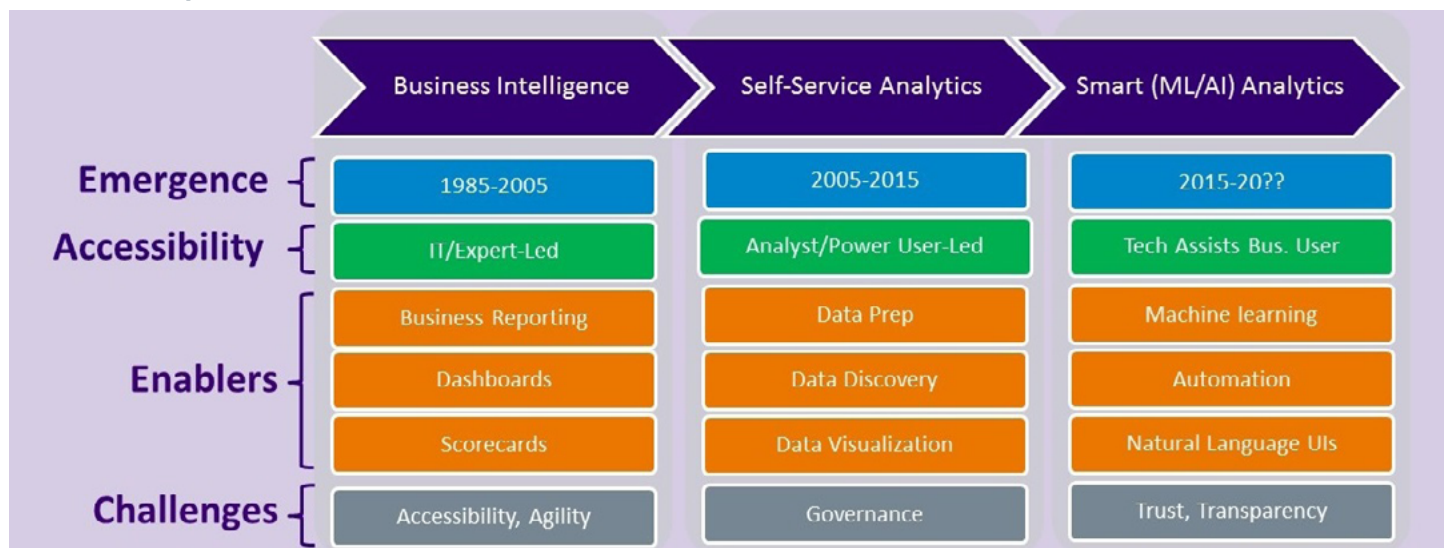 Business Intelligence
Self-Service Analytics
Smart (ML/AI) Analytics
Emergence
1985-2005
2005-2015
2015-20??
Accessibility
IT/Expert-Led
Analyst/Power User-Led
Tech Assists Bus. User
Enablers
Business Reporting
Data Prep
Machine learning
Dashboards
Data Discovery
Automation
Scorecards
Data Visualization
Natural Language UIs
Challenges
Accessibility, Agility
Governance
Trust, Transparency